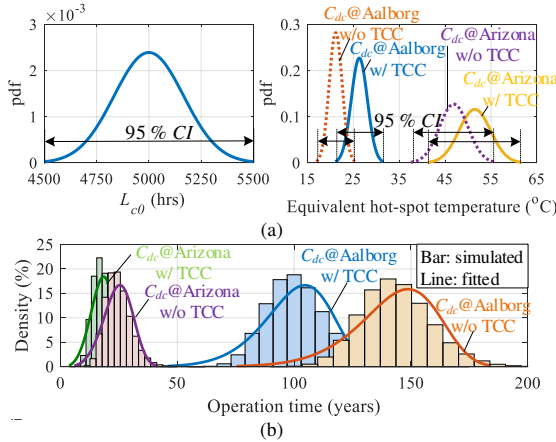 ×10⁻³
3
2
1
0
pdf
95 % CI
4500 4750 5000 5250 5500
L_c0 (hrs)
0.3
0.2
0.1
0
pdf
C_dc@Aalborg
w/o TCC
C_dc@Aalborg
w/ TCC
C_dc@Arizona
w/o TCC
C_dc@Arizona
w/ TCC
95 % CI
15 25 35 45 55 65
Equivalent hot-spot temperature (°C)
(a)
25
20
15
10
5
0
Density (%)
C_dc@Arizona
w/ TCC
C_dc@Arizona
w/o TCC
C_dc@Aalborg
w/ TCC
C_dc@Aalborg
w/o TCC
Bar: simulated
Line: fitted
0 50 100 150 200
Operation time (years)
(b)